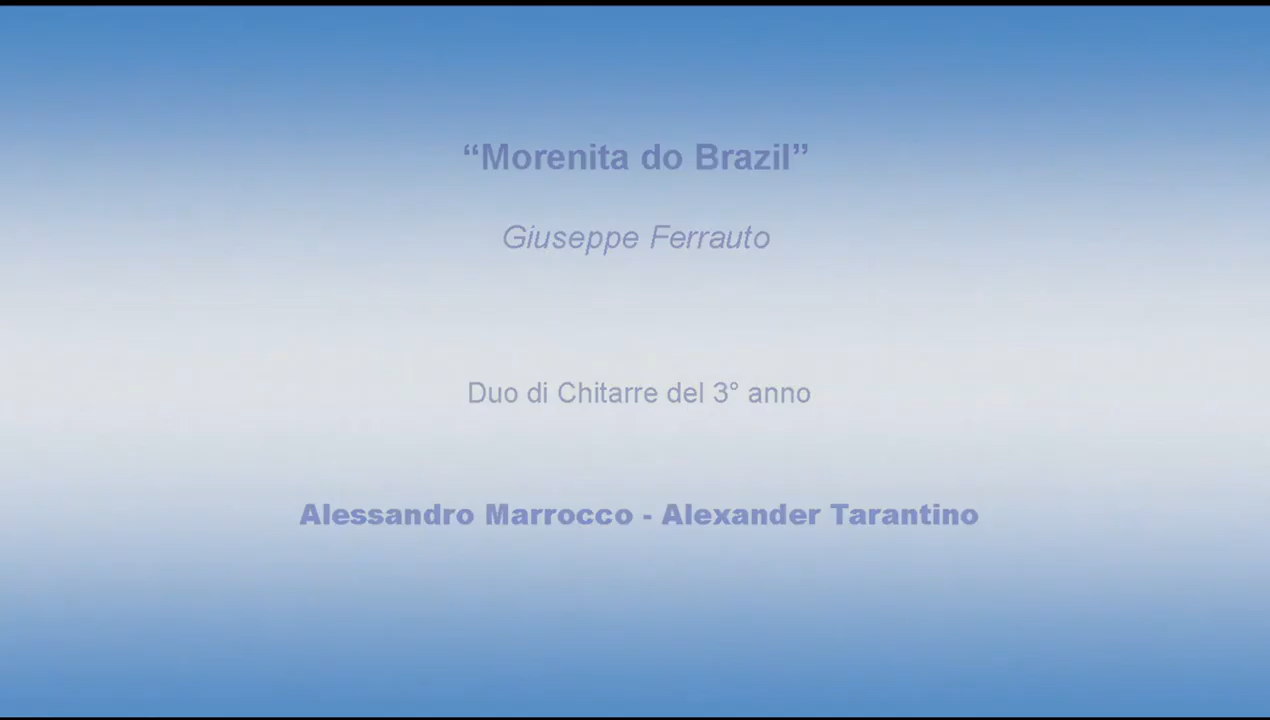 “Morenita do Brazil”
Giuseppe Ferrauto
Duo di Chitarre del 3° anno
Alessandro Marrocco - Alexander Tarantino